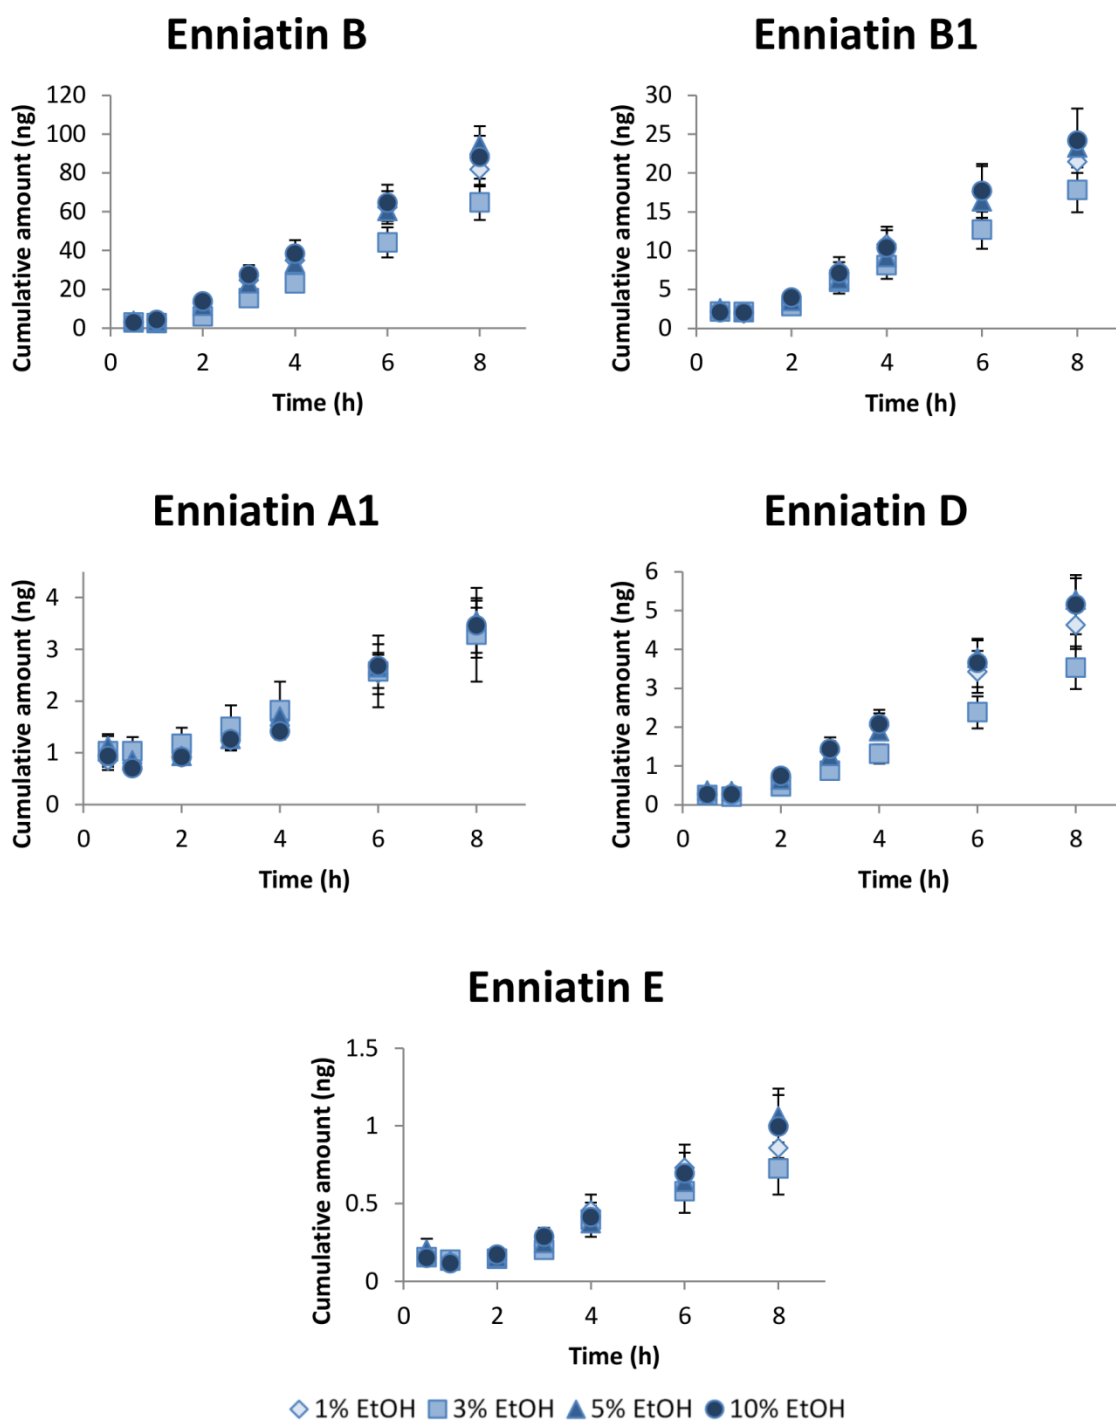 Enniatin B
Cumulative amount (ng)
120
100
80
60
40
20
0
0 2 4 6 8
Time (h)
Enniatin B1
Cumulative amount (ng)
30
25
20
15
10
5
0
0 2 4 6 8
Time (h)
Enniatin A1
Cumulative amount (ng)
4
3
2
1
0
0 2 4 6 8
Time (h)
Enniatin D
Cumulative amount (ng)
6
5
4
3
2
1
0
0 2 4 6 8
Time (h)
Enniatin E
Cumulative amount (ng)
1.5
1
0.5
0
0 2 4 6 8
Time (h)
1% EtOH 3% EtOH 5% EtOH 10% EtOH